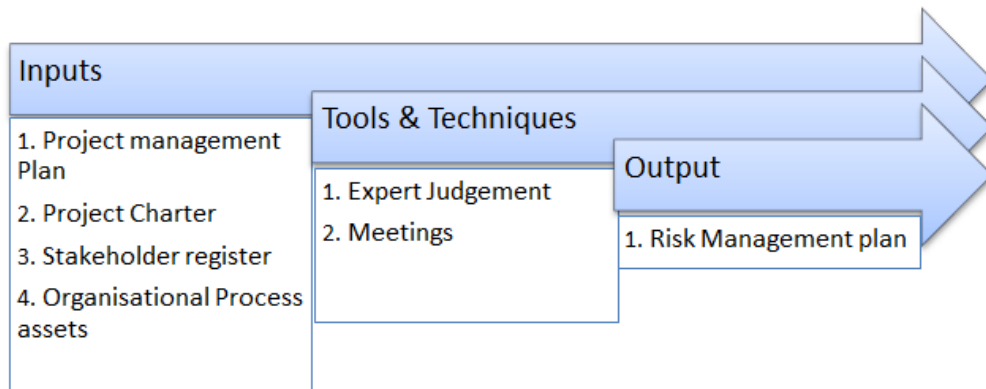 Inputs
1. Project management
Plan
2. Project Charter
3. Stakeholder register
4. Organisational Process
assets
Tools & Techniques
1. Expert Judgement
2. Meetings
Output
1. Risk Management plan